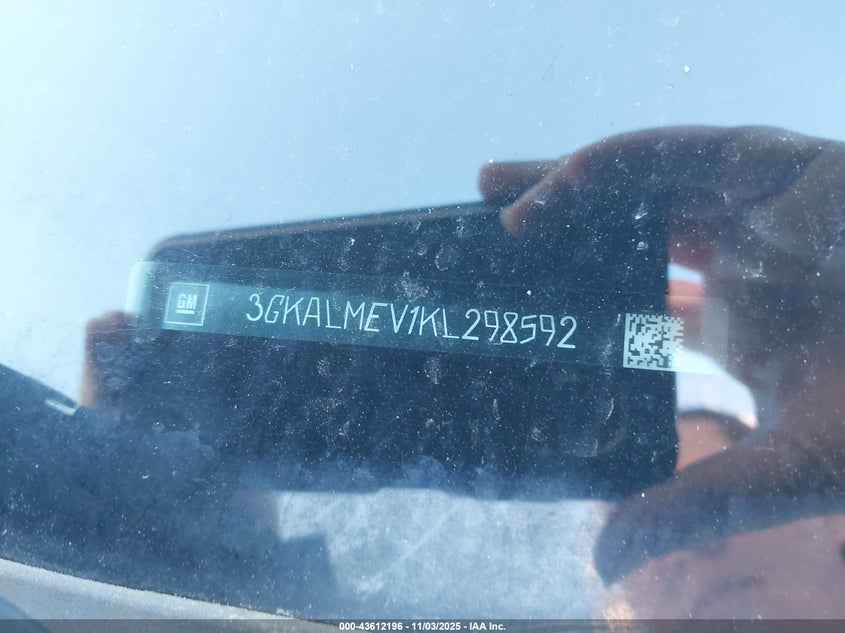 GM 3GKALMEV1KL298592
000-43612196 - 11/03/2025 - IAA Inc.